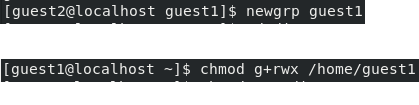 [guest2@localhost guest1]$ newgrp guest1
[guest1@localhost ~]$ chmod g+rwx /home/guest1